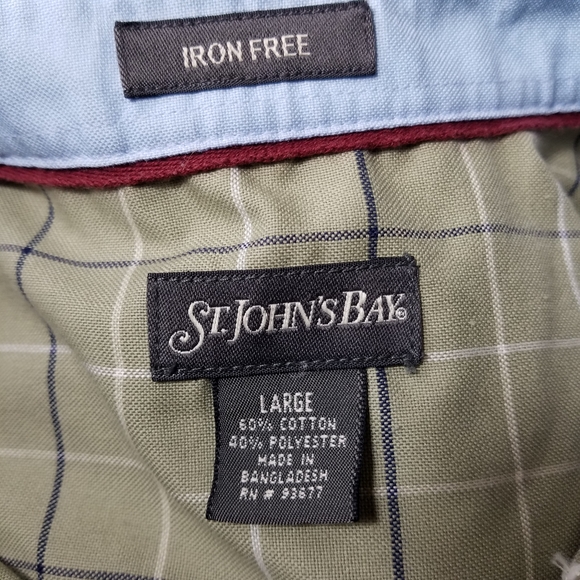 IRON FREE
ST. JOHN'S BAY®
LARGE
60% COTTON
40% POLYESTER
MADE IN
BANGLADESH
RN # 93677